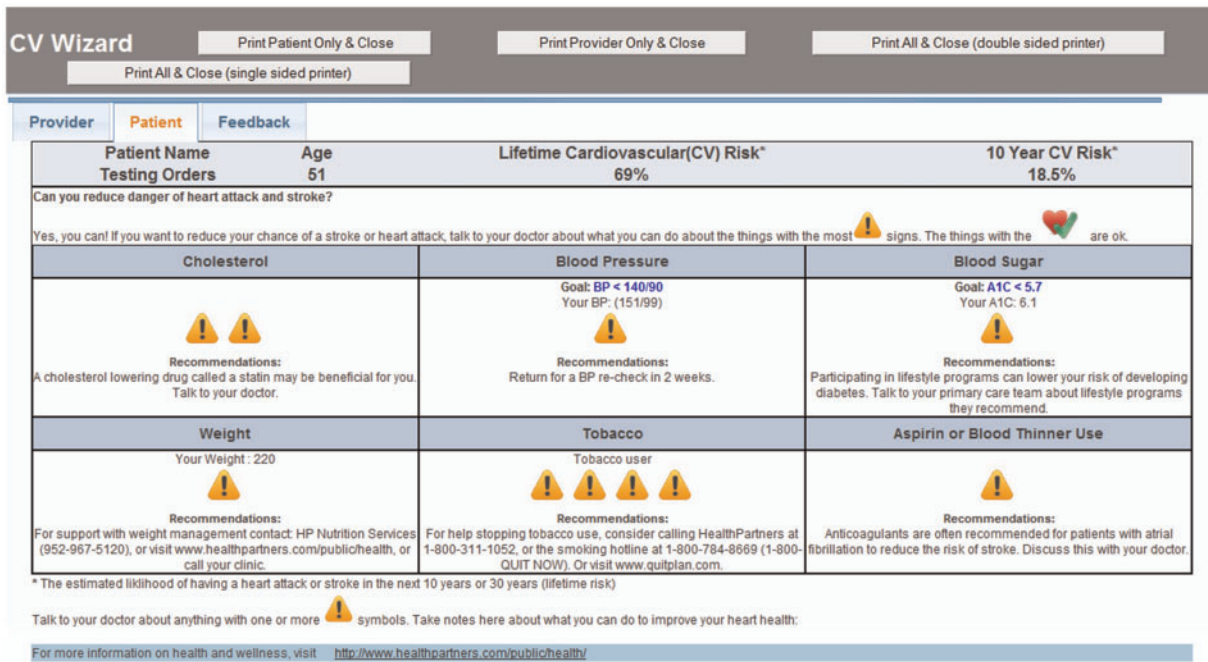 CV Wizard
Print Patient Only & Close
Print Provider Only & Close
Print All & Close (double sided printer)
Print All & Close (single sided printer)
Provider
Patient
Feedback
Patient Name Age Lifetime Cardiovascular(CV) Risk* 10 Year CV Risk*
Testing Orders 51 69% 18.5%
Can you reduce danger of heart attack and stroke?
Yes, you can! If you want to reduce your chance of a stroke or heart attack, talk to your doctor about what you can do about the things with the most signs. The things with the are ok.
Cholesterol
Recommendations:
A cholesterol lowering drug called a statin may be beneficial for you.
Talk to your doctor.
Blood Pressure
Goal: BP < 140/90
Your BP: (151/99)
Recommendations:
Return for a BP re-check in 2 weeks.
Blood Sugar
Goal: A1C < 5.7
Your A1C: 6.1
Recommendations:
Participating in lifestyle programs can lower your risk of developing
diabetes. Talk to your primary care team about lifestyle programs
they recommend.
Weight
Your Weight : 220
Recommendations:
For support with weight management contact: HP Nutrition Services
(952-967-5120), or visit www.healthpartners.com/public/health, or
call your clinic.
Tobacco
Tobacco user
Recommendations:
For help stopping tobacco use, consider calling HealthPartners at
1-800-311-1052, or the smoking hotline at 1-800-784-8669 (1-800-
QUIT NOW). Or visit www.quitplan.com.
Aspirin or Blood Thinner Use
Recommendations:
Anticoagulants are often recommended for patients with atrial
fibrillation to reduce the risk of stroke. Discuss this with your doctor.
* The estimated liklihood of having a heart attack or stroke in the next 10 years or 30 years (lifetime risk)
Talk to your doctor about anything with one or more symbols. Take notes here about what you can do to improve your heart health:
For more information on health and wellness, visit http://www.healthpartners.com/public/health/